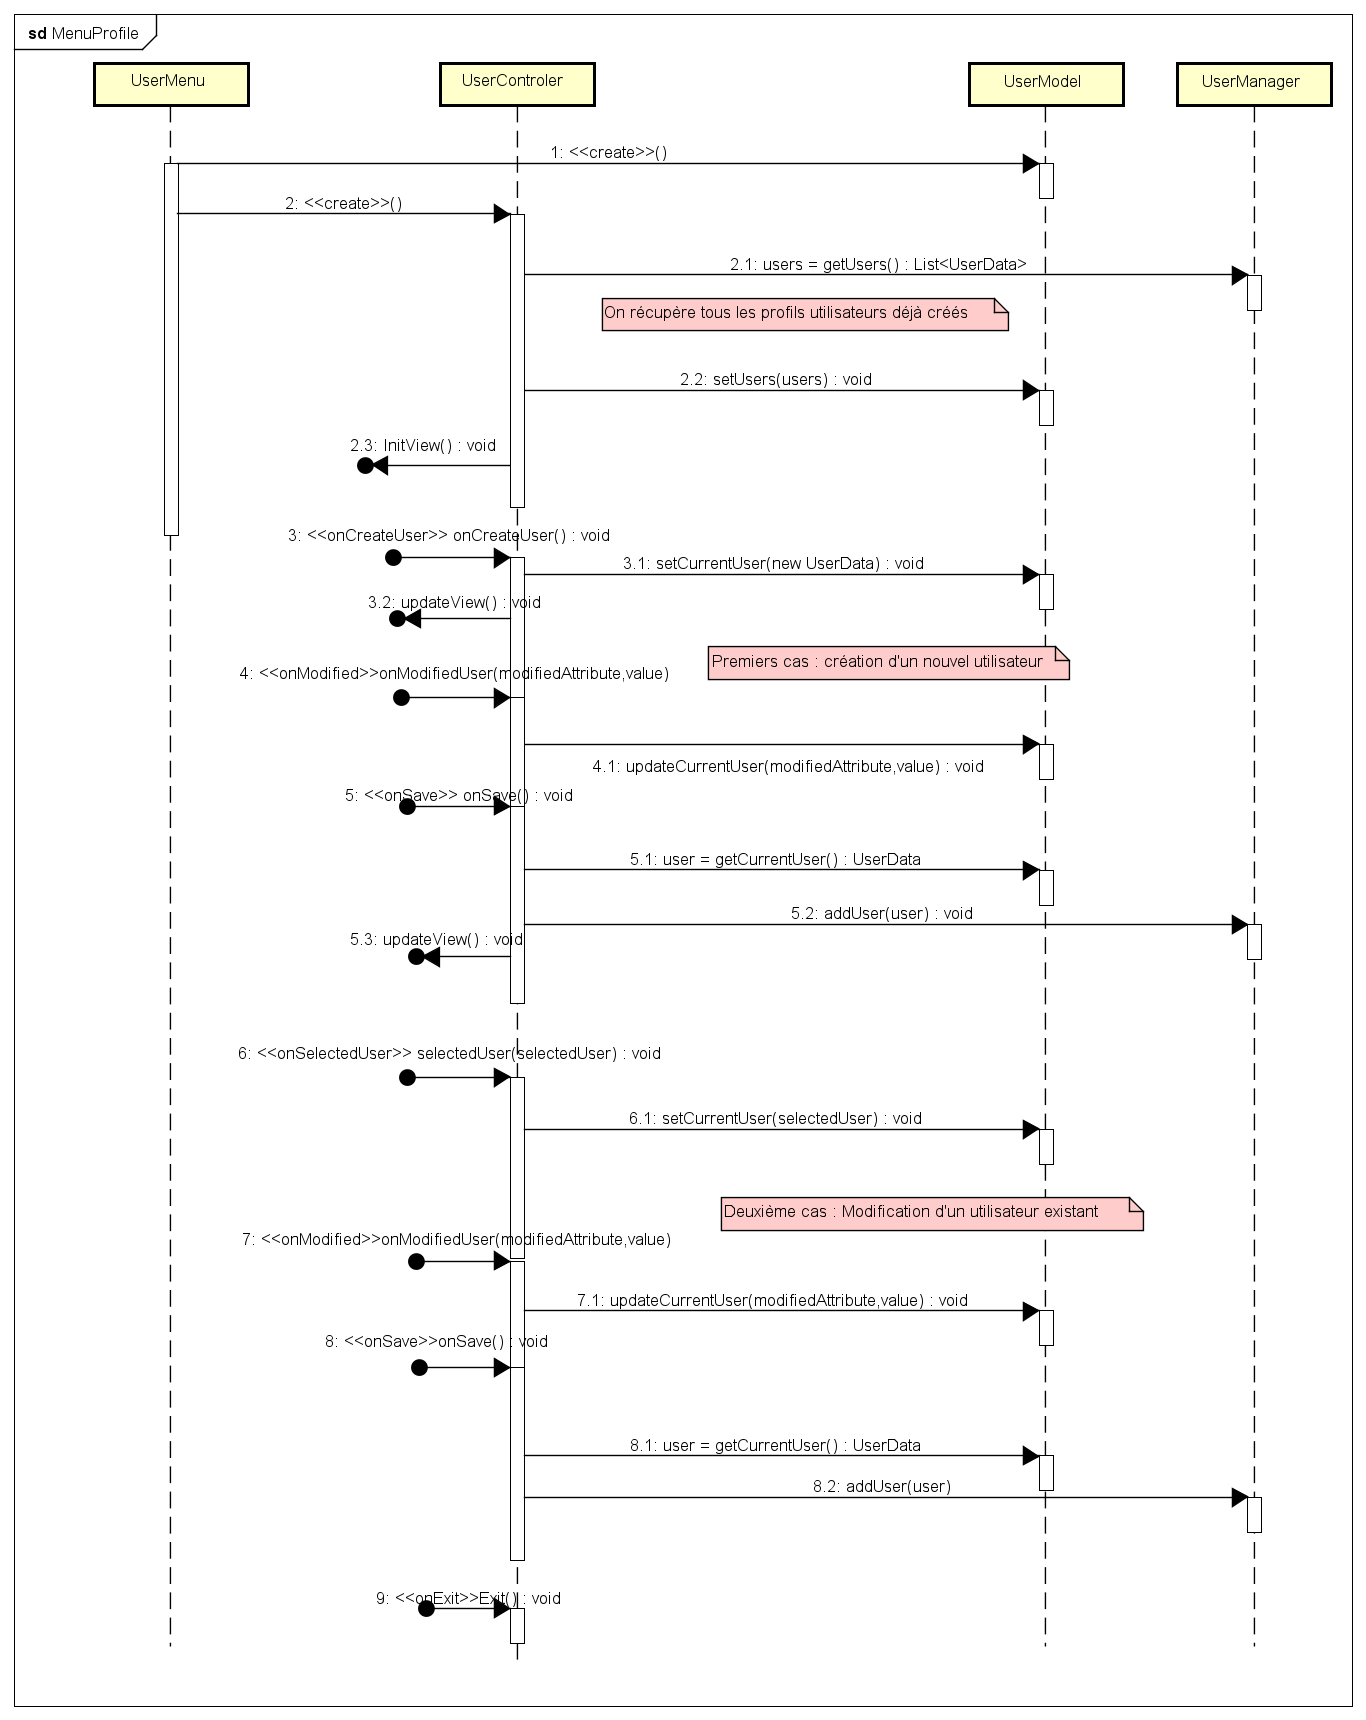 sd MenuProfile
UserMenu
UserControler
UserModel
UserManager
1: <<create>>()
2: <<create>>()
2.1: users = getUsers() : List<UserData>
On récupère tous les profils utilisateurs déjà créés
2.2: setUsers(users) : void
2.3: InitView() : void
3: <<onCreateUser>> onCreateUser() : void
3.1: setCurrentUser(new UserData) : void
3.2: updateView() : void
Premiers cas : création d'un nouvel utilisateur
4: <<onModified>>onModifiedUser(modifiedAttribute,value)
4.1: updateCurrentUser(modifiedAttribute,value) : void
5: <<onSave>> onSave() : void
5.1: user = getCurrentUser() : UserData
5.2: addUser(user) : void
5.3: updateView() : void
6: <<onSelectedUser>> selectedUser(selectedUser) : void
6.1: setCurrentUser(selectedUser) : void
Deuxième cas : Modification d'un utilisateur existant
7: <<onModified>>onModifiedUser(modifiedAttribute,value)
7.1: updateCurrentUser(modifiedAttribute,value) : void
8: <<onSave>>onSave() : void
8.1: user = getCurrentUser() : UserData
8.2: addUser(user)
9: <<onExit>>Exit() : void